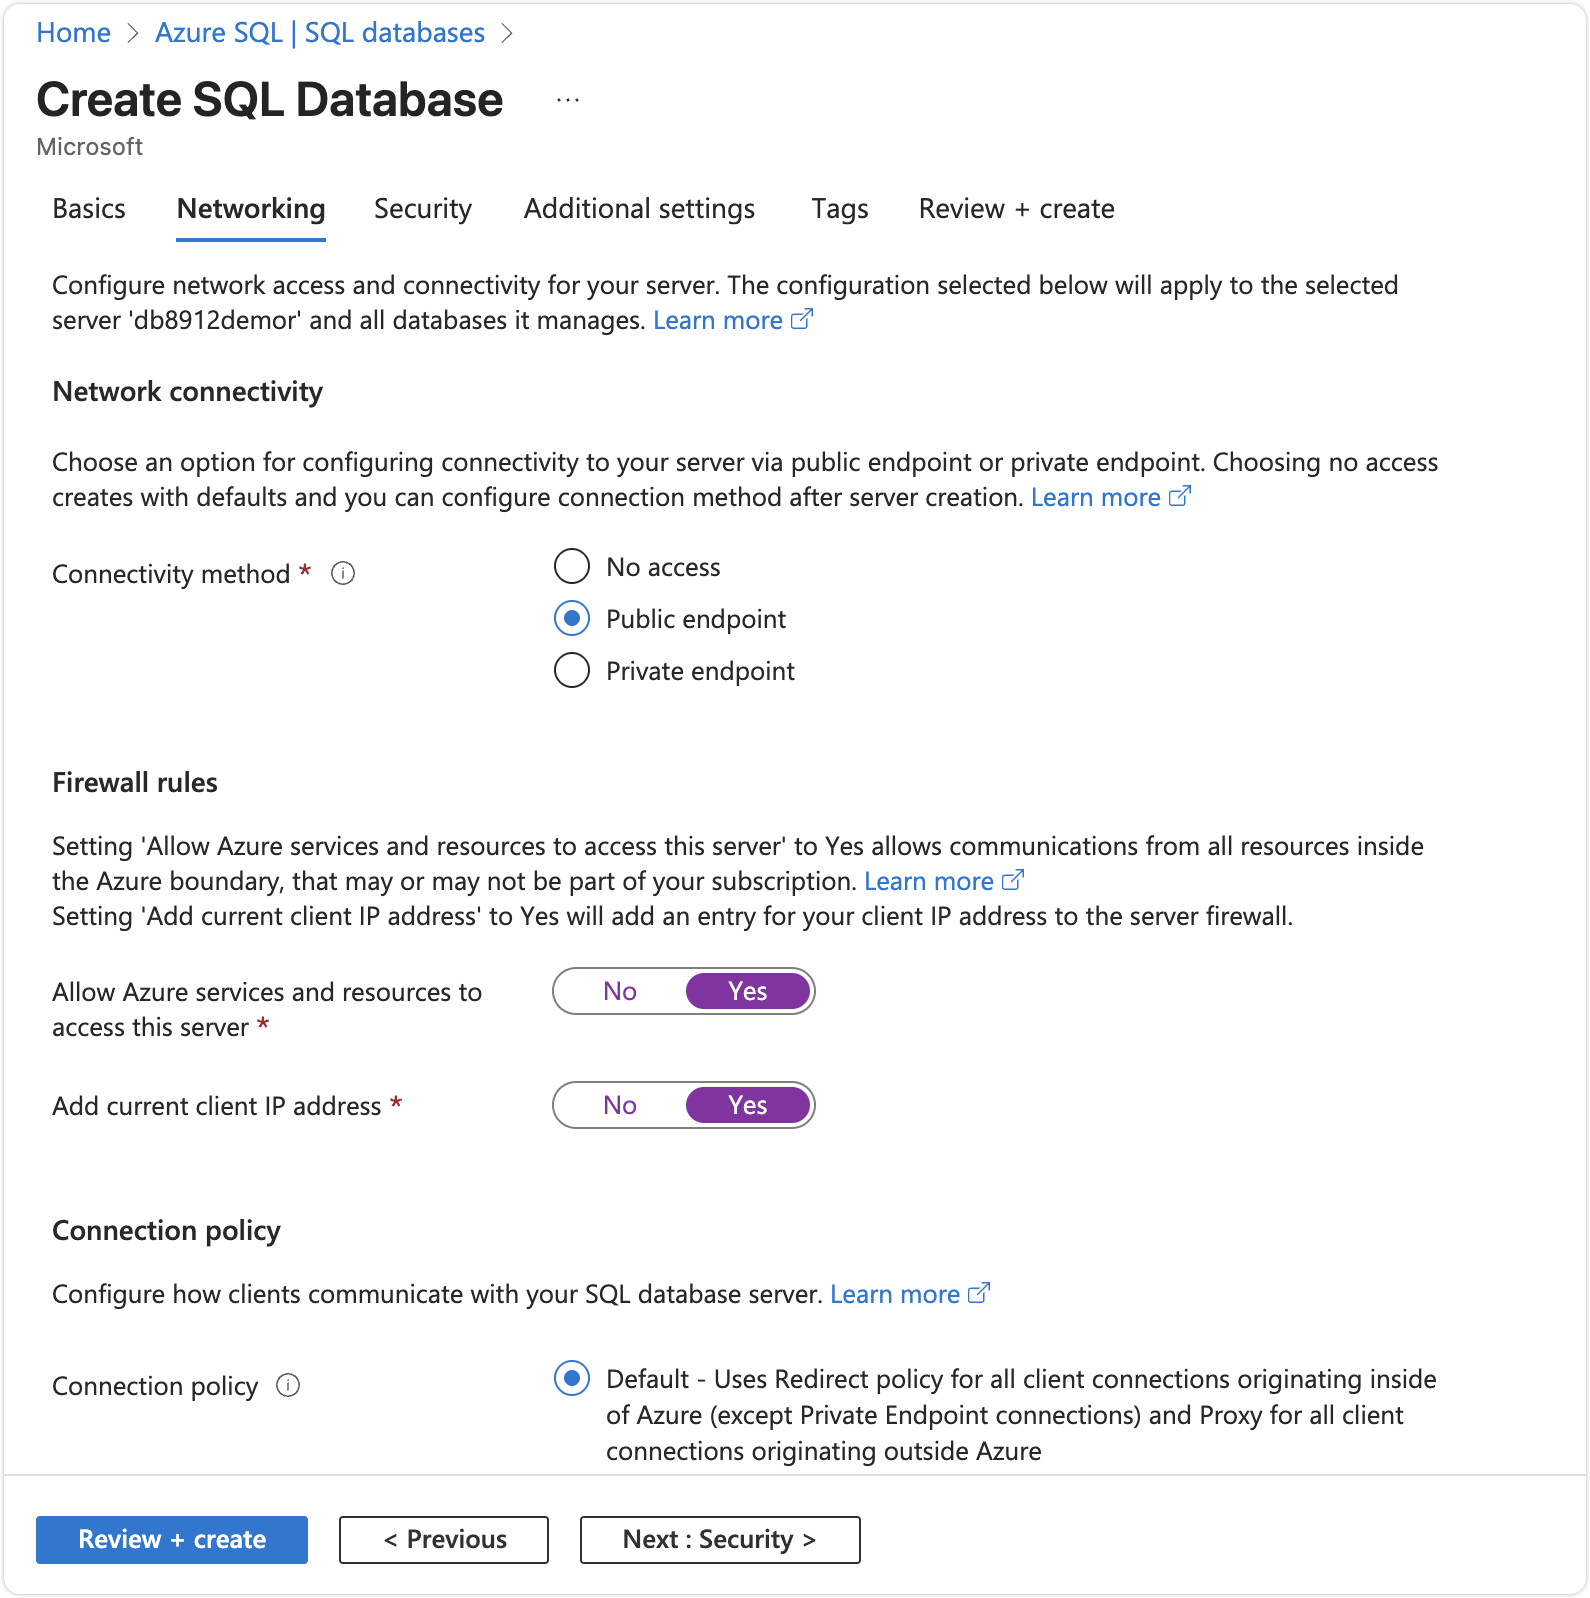 Home > Azure SQL | SQL databases >
Create SQL Database ...
Microsoft
Basics Networking Security Additional settings Tags Review + create
Configure network access and connectivity for your server. The configuration selected below will apply to the selected
server 'db8912demor' and all databases it manages. Learn more
Network connectivity
Choose an option for configuring connectivity to your server via public endpoint or private endpoint. Choosing no access
creates with defaults and you can configure connection method after server creation. Learn more
Connectivity method *
No access
Public endpoint
Private endpoint
Firewall rules
Setting 'Allow Azure services and resources to access this server' to Yes allows communications from all resources inside
the Azure boundary, that may or may not be part of your subscription. Learn more
Setting 'Add current client IP address' to Yes will add an entry for your client IP address to the server firewall.
Allow Azure services and resources to
access this server *
No Yes
Add current client IP address *
No Yes
Connection policy
Configure how clients communicate with your SQL database server. Learn more
Connection policy
Default - Uses Redirect policy for all client connections originating inside
of Azure (except Private Endpoint connections) and Proxy for all client
connections originating outside Azure
Review + create < Previous Next : Security >